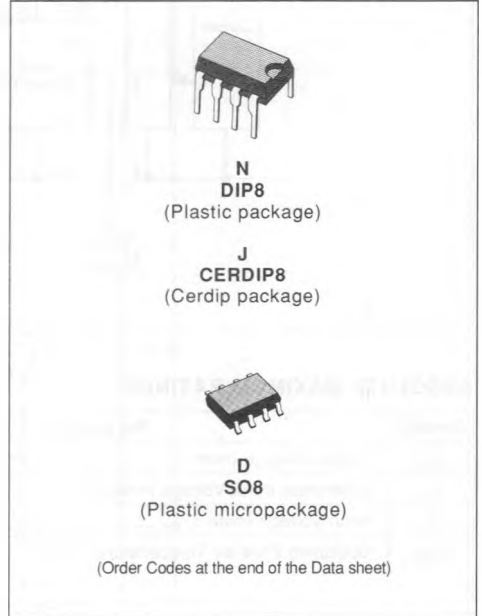 N
DIP8
(Plastic package)
J
CERDIP8
(Cerdip package)
D
SO8
(Plastic micropackage)
(Order Codes at the end of the Data sheet)